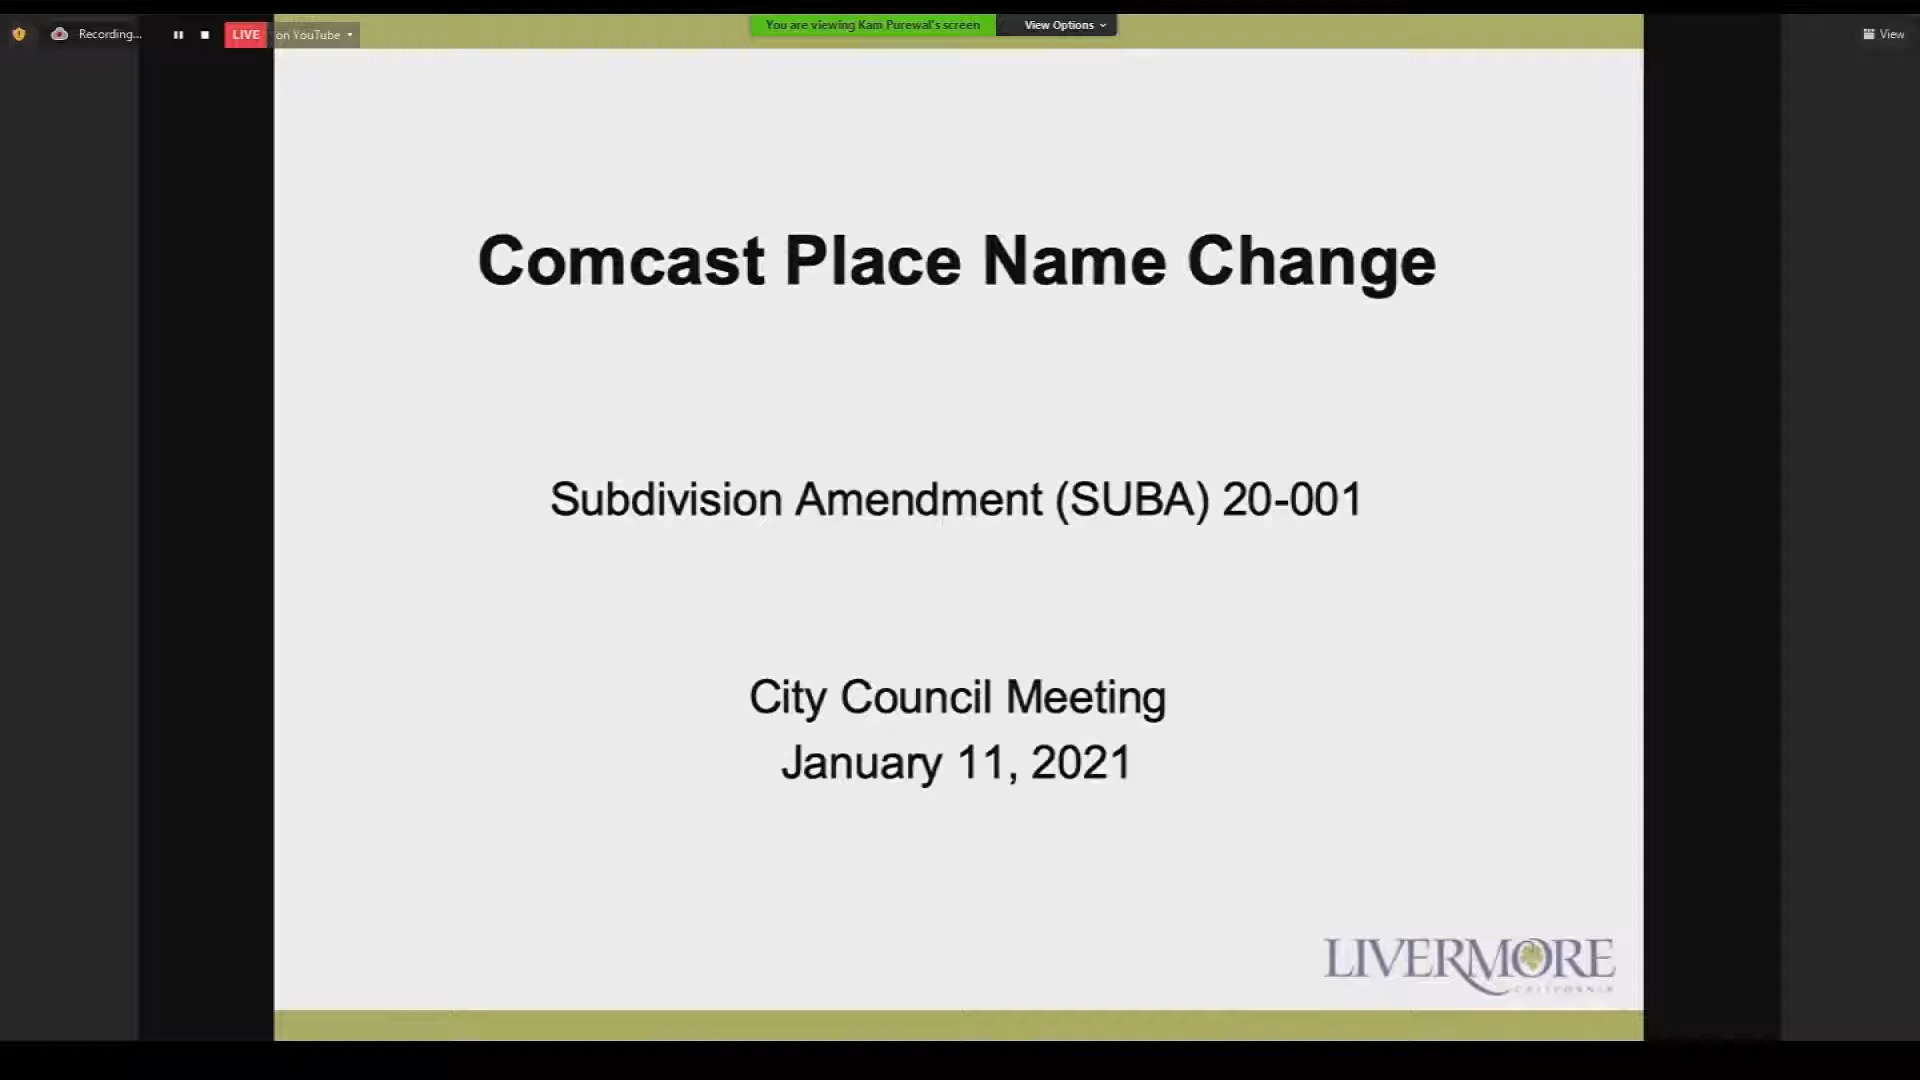 Recording...
LIVE
on YouTube
You are viewing Kam Purewal's screen
View Options
View
Comcast Place Name Change
Subdivision Amendment (SUBA) 20-001
City Council Meeting
January 11, 2021
LIVERMORE
CALIFORNIA